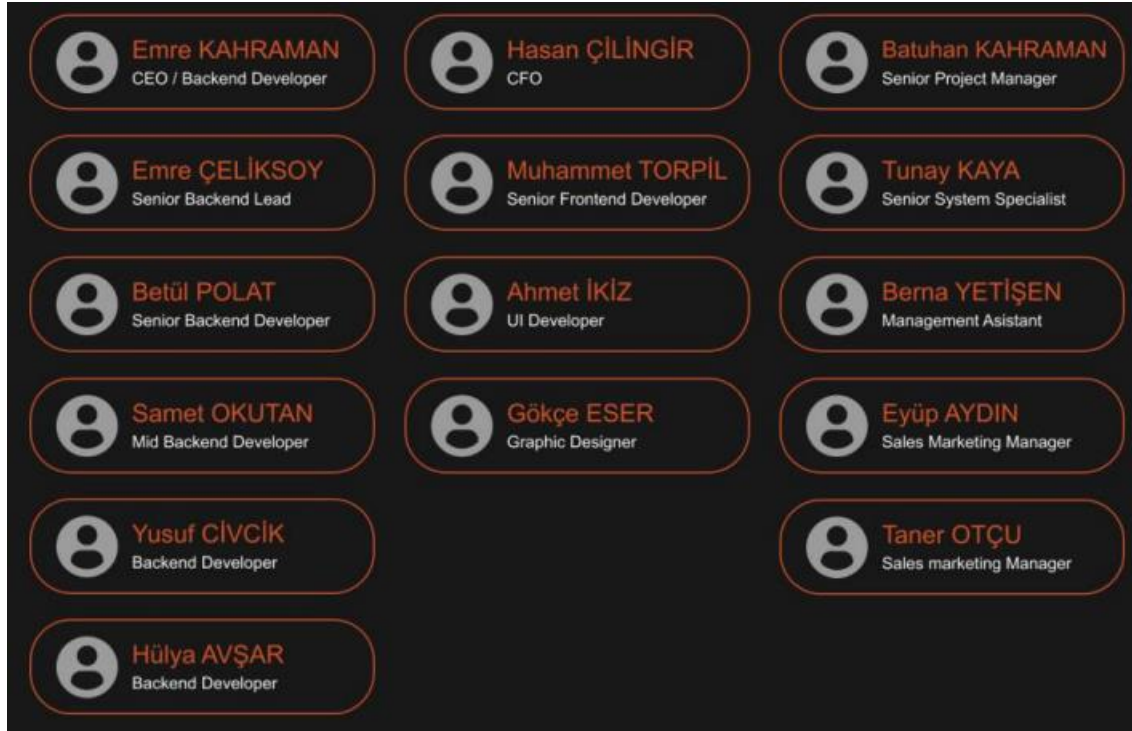 Emre KAHRAMAN
CEO / Backend Developer
Hasan ÇİLİNGİR
CFO
Batuhan KAHRAMAN
Senior Project Manager
Emre ÇELİKSOY
Senior Backend Lead
Muhammet TORPİL
Senior Frontend Developer
Tunay KAYA
Senior System Specialist
Betül POLAT
Senior Backend Developer
Ahmet İKİZ
UI Developer
Berna YETİŞEN
Management Asistant
Samet OKUTAN
Mid Backend Developer
Gökçe ESER
Graphic Designer
Eyüp AYDIN
Sales Marketing Manager
Yusuf CİVCİK
Backend Developer
Taner OTÇU
Sales marketing Manager
Hülya AVŞAR
Backend Developer